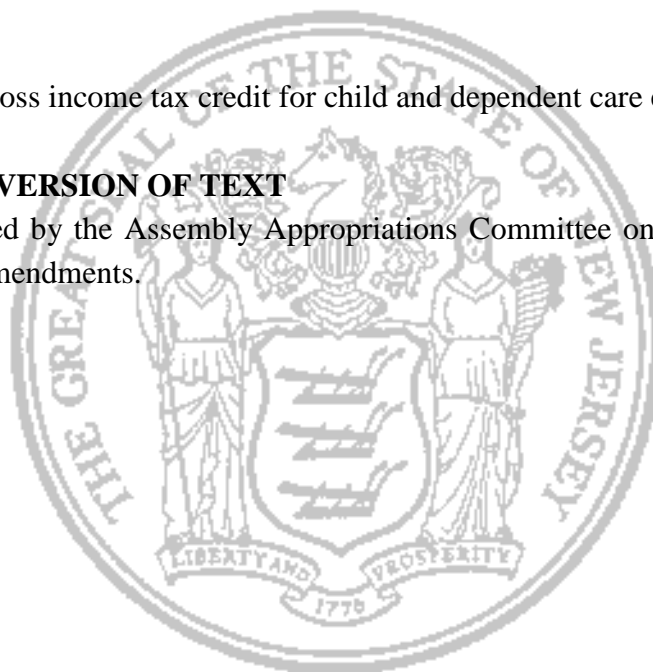 oss income tax credit for child and dependent care
VERSION OF TEXT
ed by the Assembly Appropriations Committee on
mendments.
THE GREAT SEAL OF THE STATE OF NEW JERSEY
LIBERTY AND PROSPERITY
1776